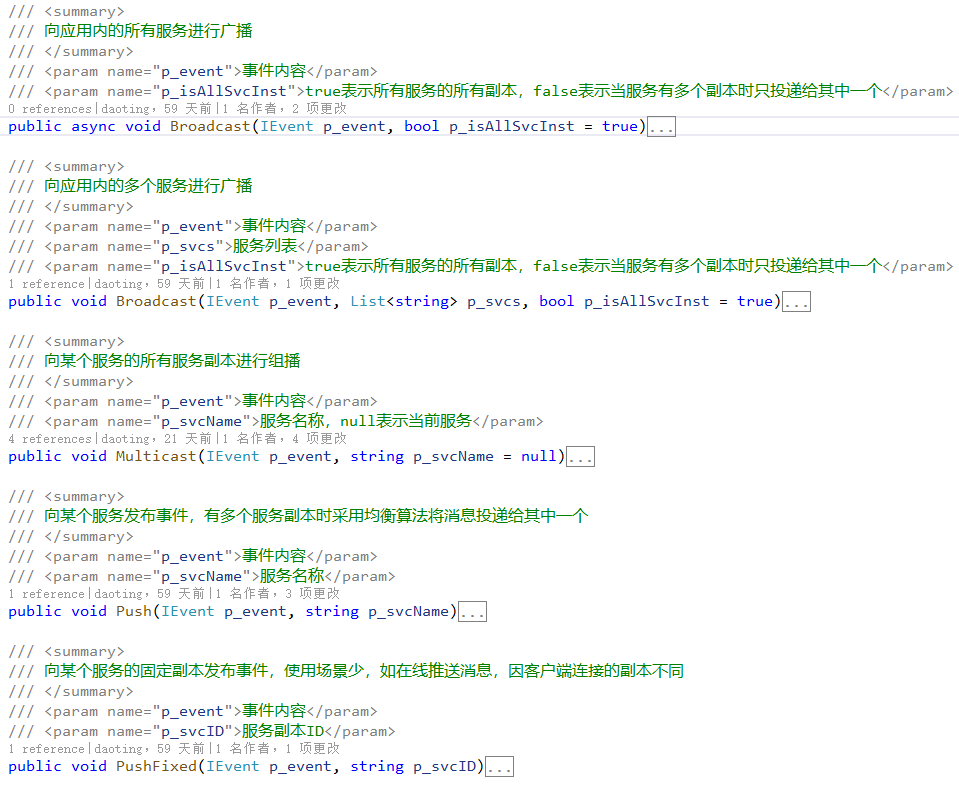 /// <summary>
/// 向应用内的所有服务进行广播
/// </summary>
/// <param name="p_event">事件内容</param>
/// <param name="p_isAllSvcInst">true表示所有服务的所有副本，false表示当服务有多个副本时只投递给其中一个</param>
0 references|daoting，59 天前|1 名作者，2 项更改
public async void Broadcast(IEvent p_event, bool p_isAllSvcInst = true)...
/// <summary>
/// 向应用内的多个服务进行广播
/// </summary>
/// <param name="p_event">事件内容</param>
/// <param name="p_svcs">服务列表</param>
/// <param name="p_isAllSvcInst">true表示所有服务的所有副本，false表示当服务有多个副本时只投递给其中一个</param>
1 reference|daoting，59 天前|1 名作者，1 项更改
public void Broadcast(IEvent p_event, List<string> p_svcs, bool p_isAllSvcInst = true)...
/// <summary>
/// 向某个服务的所有服务副本进行组播
/// </summary>
/// <param name="p_event">事件内容</param>
/// <param name="p_svcName">服务名称，null表示当前服务</param>
4 references|daoting，21 天前|1 名作者，4 项更改
public void Multicast(IEvent p_event, string p_svcName = null)...
/// <summary>
/// 向某个服务发布事件，有多个服务副本时采用均衡算法将消息投递给其中一个
/// </summary>
/// <param name="p_event">事件内容</param>
/// <param name="p_svcName">服务名称</param>
1 reference|daoting，59 天前|1 名作者，3 项更改
public void Push(IEvent p_event, string p_svcName)...
/// <summary>
/// 向某个服务的固定副本发布事件，使用场景少，如在线推送消息，因客户端连接的副本不同
/// </summary>
/// <param name="p_event">事件内容</param>
/// <param name="p_svcID">服务副本ID</param>
1 reference|daoting，59 天前|1 名作者，1 项更改
public void PushFixed(IEvent p_event, string p_svcID)...